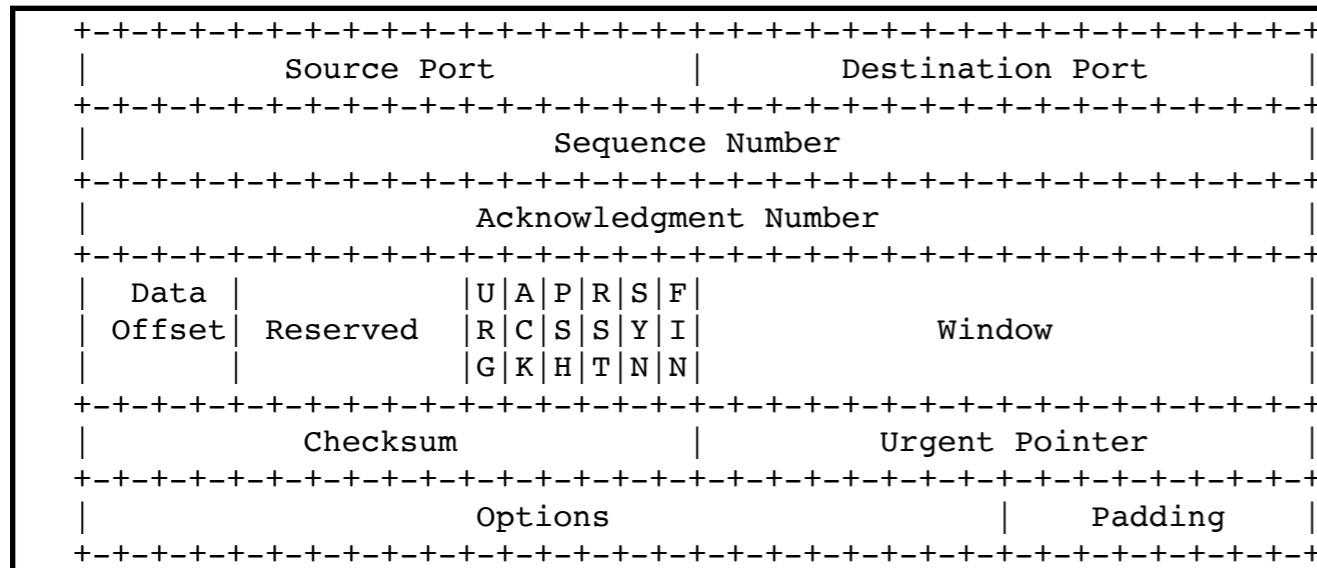 +-+-+-+-+-+-+-+-+-+-+-+-+-+-+-+-+-+-+-+-+-+-+-+-+-+-+-+-+-+-+-+-+
|          Source Port          |       Destination Port        |
+-+-+-+-+-+-+-+-+-+-+-+-+-+-+-+-+-+-+-+-+-+-+-+-+-+-+-+-+-+-+-+-+
|                        Sequence Number                        |
+-+-+-+-+-+-+-+-+-+-+-+-+-+-+-+-+-+-+-+-+-+-+-+-+-+-+-+-+-+-+-+-+
|                    Acknowledgment Number                      |
+-+-+-+-+-+-+-+-+-+-+-+-+-+-+-+-+-+-+-+-+-+-+-+-+-+-+-+-+-+-+-+-+
|  Data |           |U|A|P|R|S|F|                               |
| Offset| Reserved  |R|C|S|S|Y|I|            Window             |
|       |           |G|K|H|T|N|N|                               |
+-+-+-+-+-+-+-+-+-+-+-+-+-+-+-+-+-+-+-+-+-+-+-+-+-+-+-+-+-+-+-+-+
|           Checksum            |         Urgent Pointer        |
+-+-+-+-+-+-+-+-+-+-+-+-+-+-+-+-+-+-+-+-+-+-+-+-+-+-+-+-+-+-+-+-+
|                    Options                    |    Padding    |
+-+-+-+-+-+-+-+-+-+-+-+-+-+-+-+-+-+-+-+-+-+-+-+-+-+-+-+-+-+-+-+-+